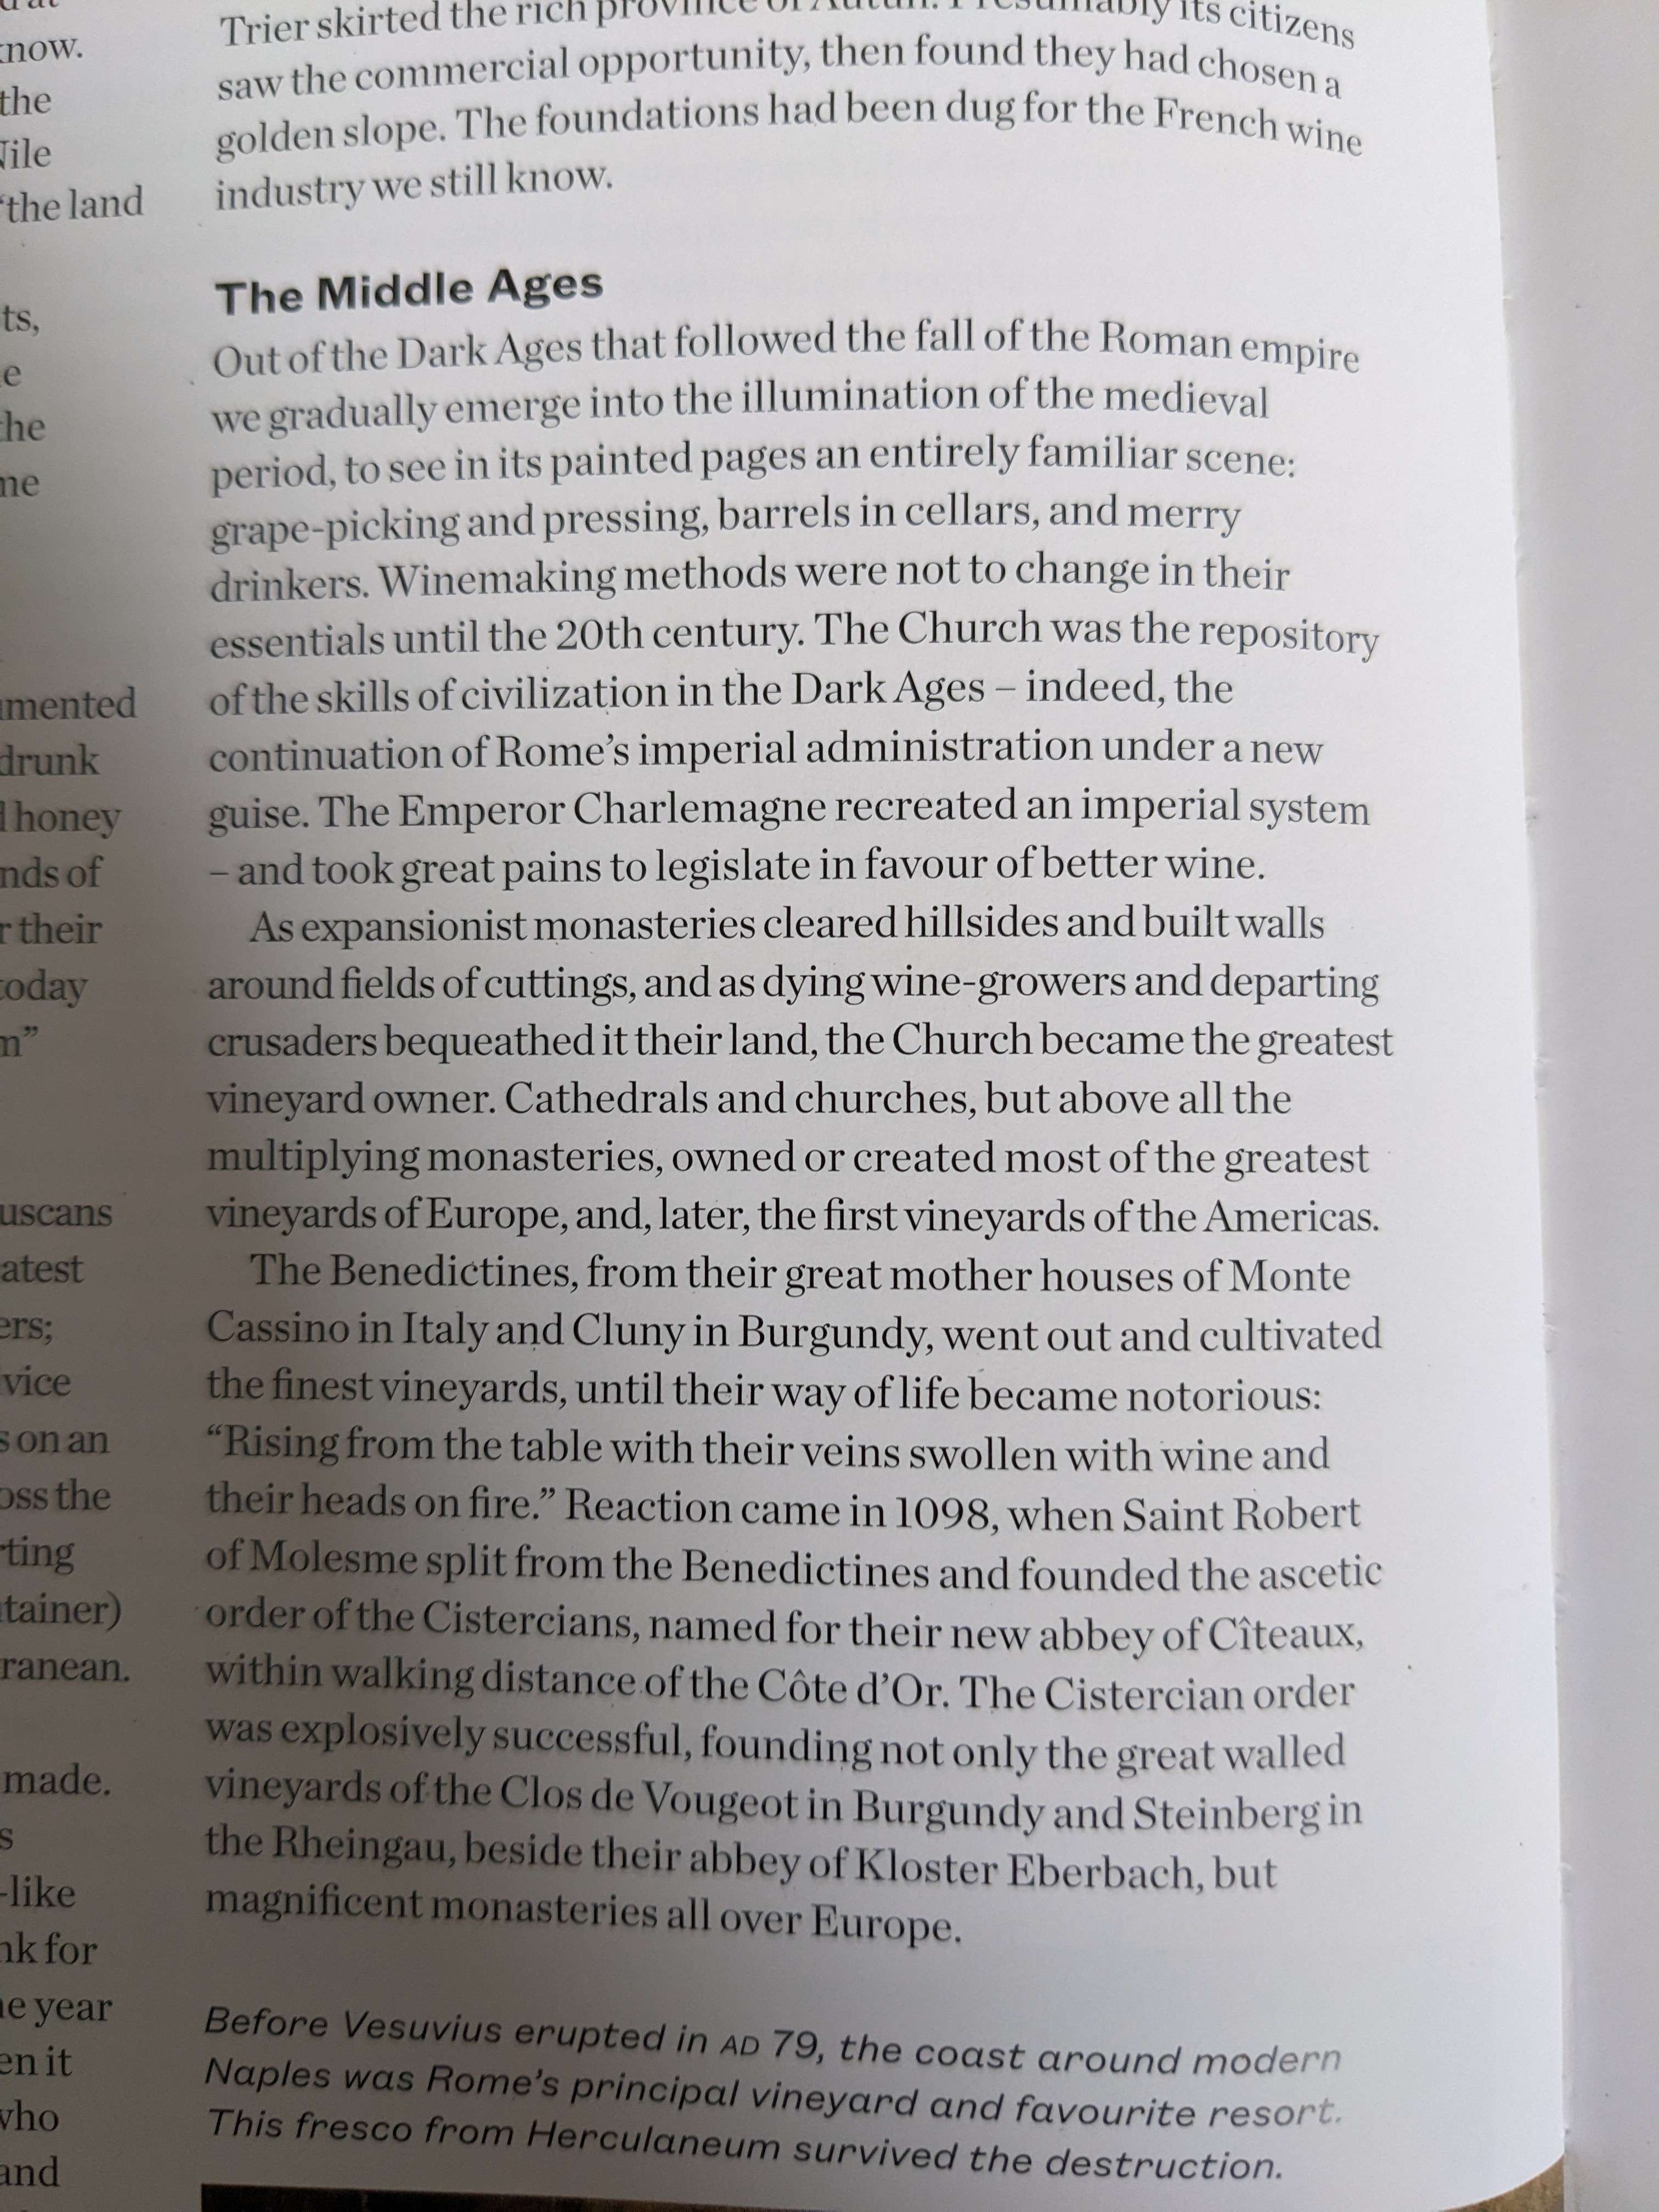 now.
the
Nile
"the land
ts,
e
the
me
mented
drunk
honey
nds of
r their
today
n"
uscans
atest
ers;
vice
s on an
oss the
rting
tainer)
ranean.
made.
s
-like
nk for
ne year
en it
who
and
Trier skirted the rich province of Autun. Presumably its citizens
saw the commercial opportunity, then found they had chosen a
golden slope. The foundations had been dug for the French wine
industry we still know.
The Middle Ages
Out of the Dark Ages that followed the fall of the Roman empire
we gradually emerge into the illumination of the medieval
period, to see in its painted pages an entirely familiar scene:
grape-picking and pressing, barrels in cellars, and merry
drinkers. Winemaking methods were not to change in their
essentials until the 20th century. The Church was the repository
of the skills of civilization in the Dark Ages – indeed, the
continuation of Rome's imperial administration under a new
guise. The Emperor Charlemagne recreated an imperial system
– and took great pains to legislate in favour of better wine.
As expansionist monasteries cleared hillsides and built walls
around fields of cuttings, and as dying wine-growers and departing
crusaders bequeathed it their land, the Church became the greatest
vineyard owner. Cathedrals and churches, but above all the
multiplying monasteries, owned or created most of the greatest
vineyards of Europe, and, later, the first vineyards of the Americas.
The Benedictines, from their great mother houses of Monte
Cassino in Italy and Cluny in Burgundy, went out and cultivated
the finest vineyards, until their way of life became notorious:
"Rising from the table with their veins swollen with wine and
their heads on fire." Reaction came in 1098, when Saint Robert
of Molesme split from the Benedictines and founded the ascetic
order of the Cistercians, named for their new abbey of Cîteaux,
within walking distance of the Côte d'Or. The Cistercian order
was explosively successful, founding not only the great walled
vineyards of the Clos de Vougeot in Burgundy and Steinberg in
the Rheingau, beside their abbey of Kloster Eberbach, but
magnificent monasteries all over Europe.
Before Vesuvius erupted in AD 79, the coast around modern
Naples was Rome's principal vineyard and favourite resort.
This fresco from Herculaneum survived the destruction.